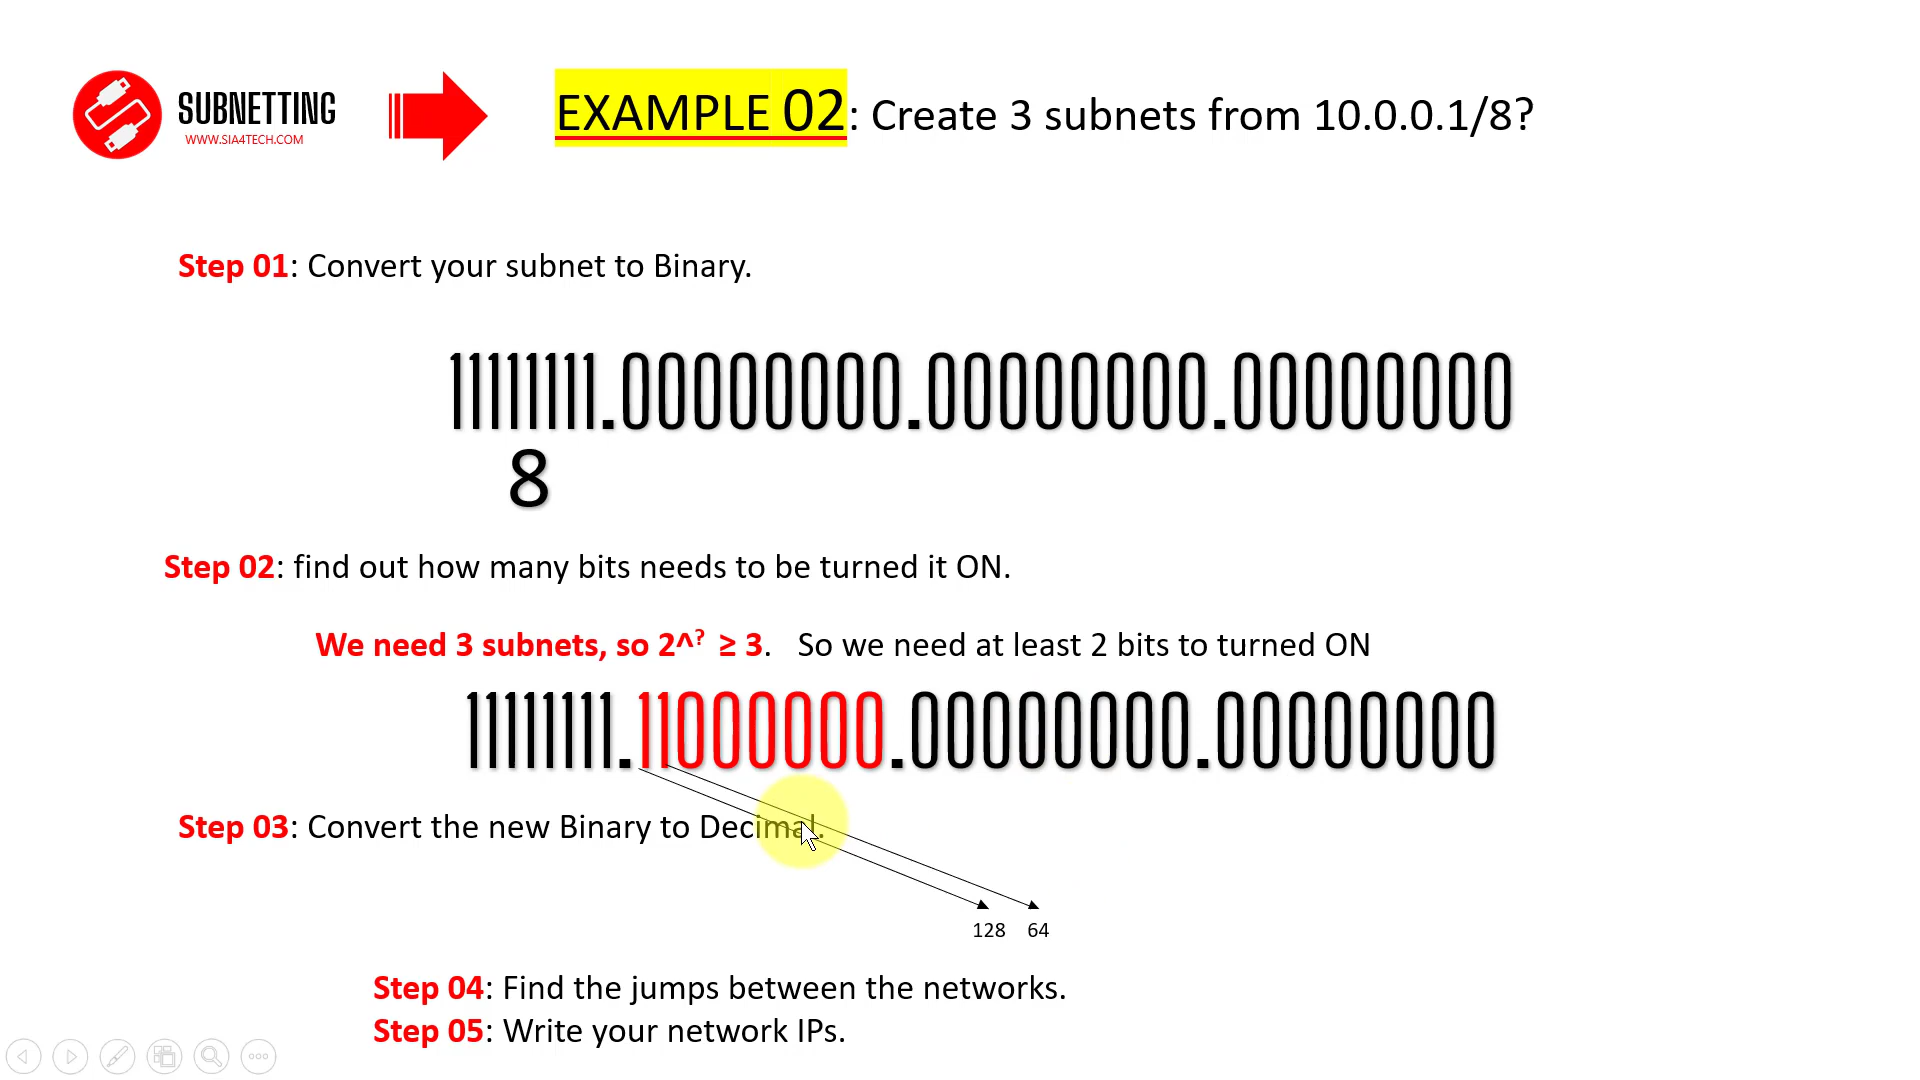 SUBNETTING
WWW.SIA4TECH.COM
EXAMPLE 02: Create 3 subnets from 10.0.0.1/8?
Step 01: Convert your subnet to Binary.
11111111.00000000.00000000.00000000
8
Step 02: find out how many bits needs to be turned it ON.
We need 3 subnets, so 2^? ≥ 3. So we need at least 2 bits to turned ON
11111111.11000000.00000000.00000000
Step 03: Convert the new Binary to Decimal.
128 64
Step 04: Find the jumps between the networks.
Step 05: Write your network IPs.